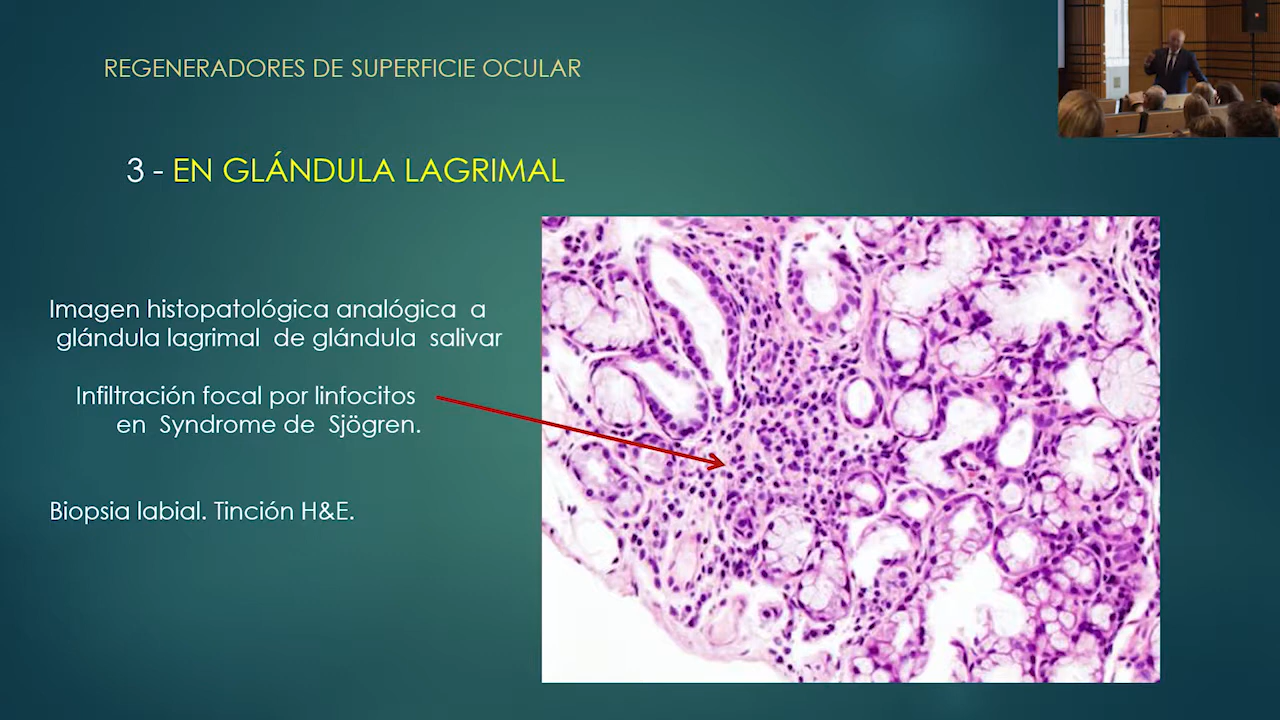 REGENERADORES DE SUPERFICIE OCULAR
3 - EN GLÁNDULA LAGRIMAL
Imagen histopatológica analógica a
glándula lagrimal de glándula salivar
Infiltración focal por linfocitos
en Syndrome de Sjögren.
Biopsia labial. Tinción H&E.